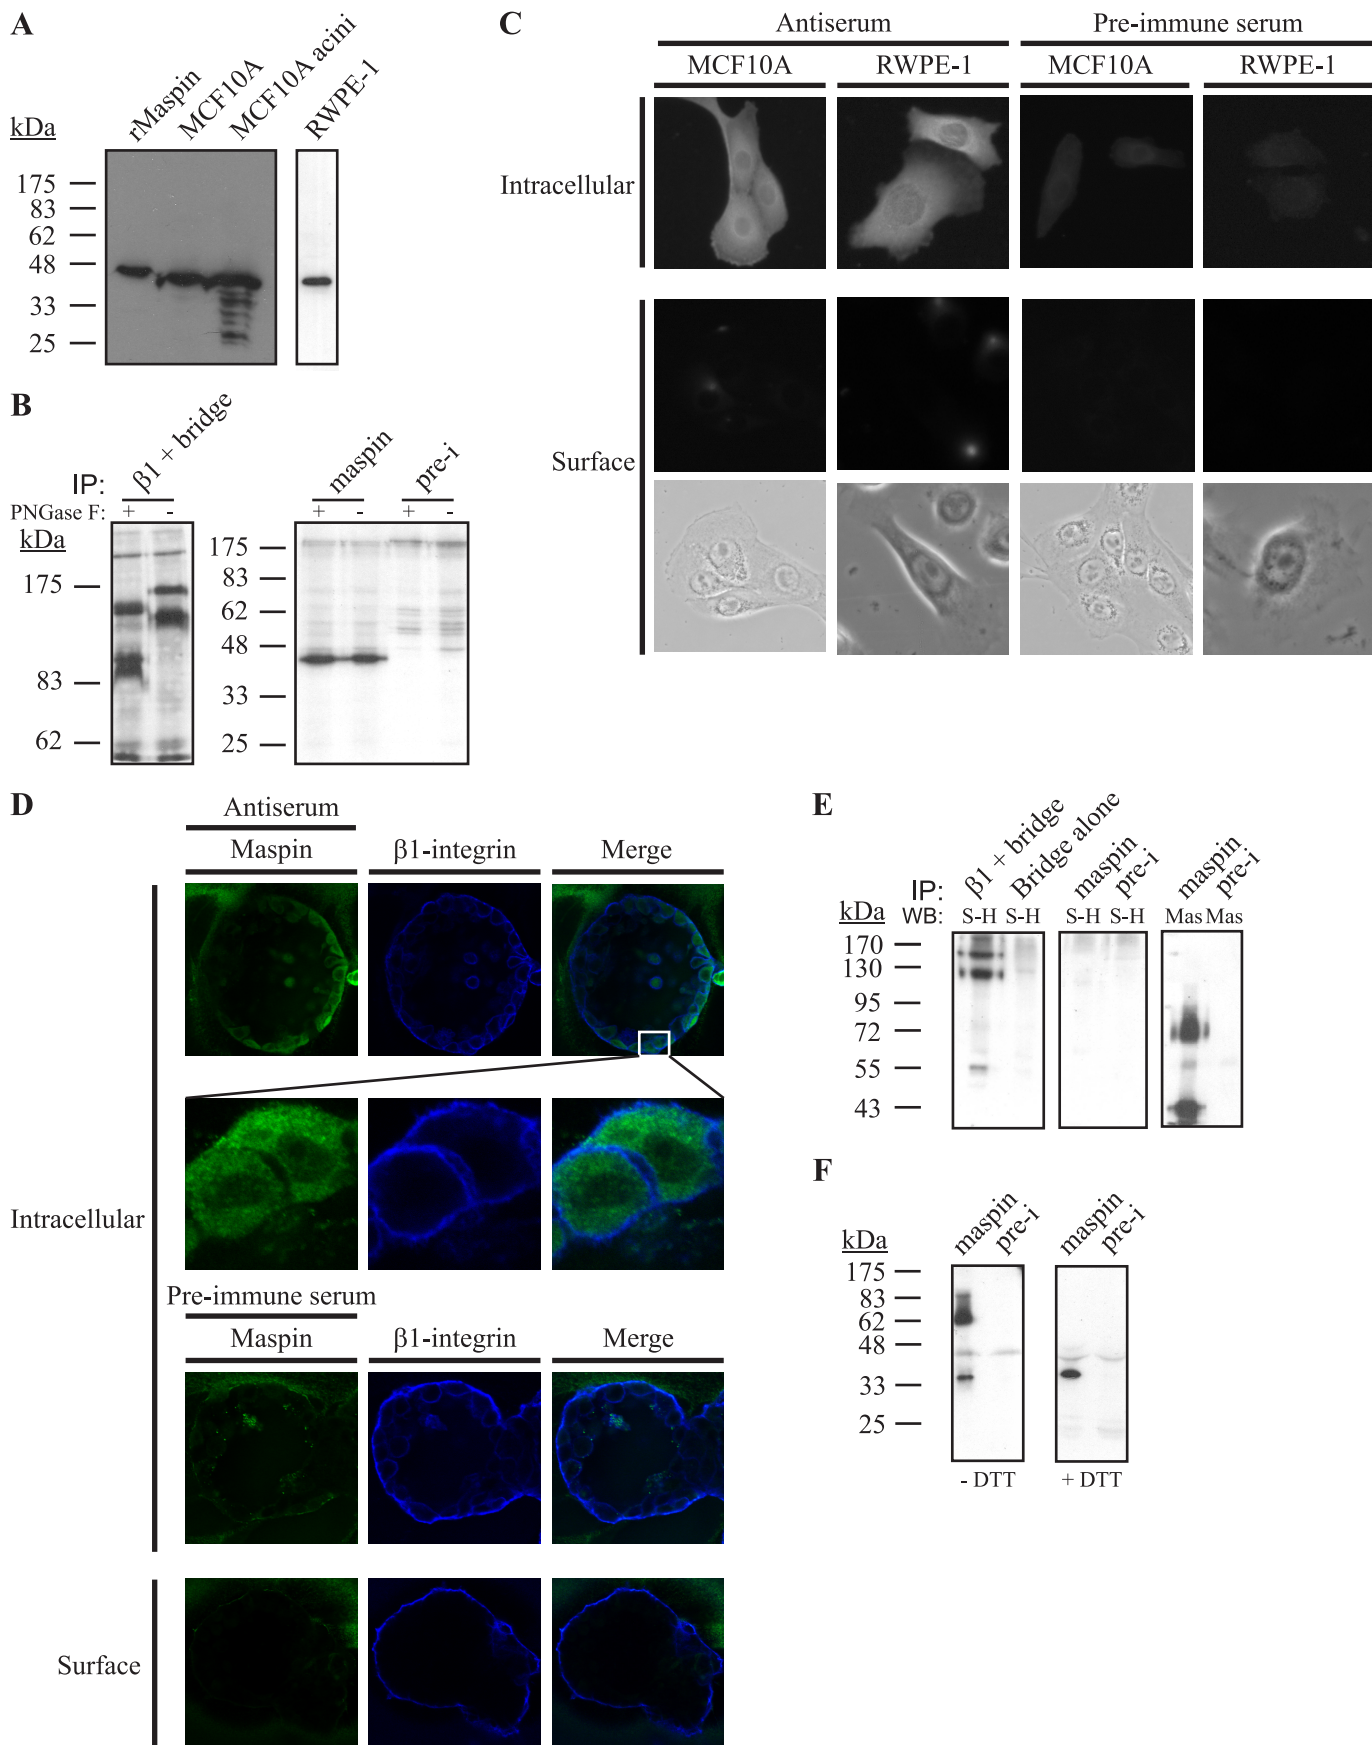 A
kDa
rMaspin
MCF10A
MCF10A acini
RWPE-1
175
83
62
48
33
25
B
IP:
β1 + bridge
PNGase F:
+ -
kDa
175
83
62
maspin
pre-i
+ - + -
175
83
62
48
33
25
C
Antiserum Pre-immune serum
MCF10A RWPE-1 MCF10A RWPE-1
Intracellular
Surface
D
Antiserum
Maspin β1-integrin Merge
Intracellular
Pre-immune serum
Maspin β1-integrin Merge
Surface
E
IP:
β1 + bridge
Bridge alone
maspin
pre-i
maspin
pre-i
kDa
WB: S-H S-H S-H S-H Mas Mas
170
130
95
72
55
43
F
maspin
pre-i
maspin
pre-i
kDa
175
83
62
48
33
25
- DTT + DTT